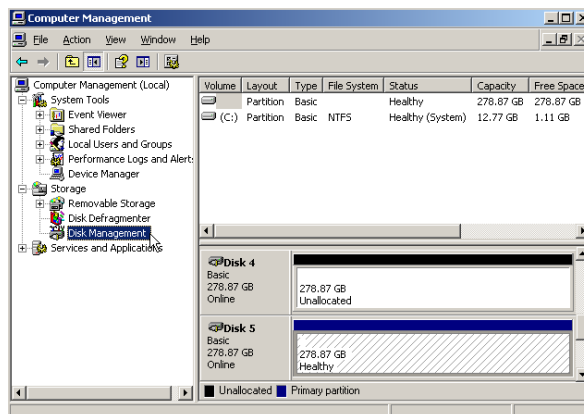 Computer Management
File Action View Window Help
Computer Management (Local)
System Tools
Event Viewer
Shared Folders
Local Users and Groups
Performance Logs and Alert:
Device Manager
Storage
Removable Storage
Disk Defragmenter
Disk Management
Services and Applications
Volume Layout Type File System Status Capacity Free Space
Partition Basic Healthy 278.87 GB 278.87 GB
(C:) Partition Basic NTFS Healthy (System) 12.77 GB 1.11 GB
Disk 4
Basic
278.87 GB
Online
278.87 GB
Unallocated
Disk 5
Basic
278.87 GB
Online
278.87 GB
Healthy
Unallocated Primary partition